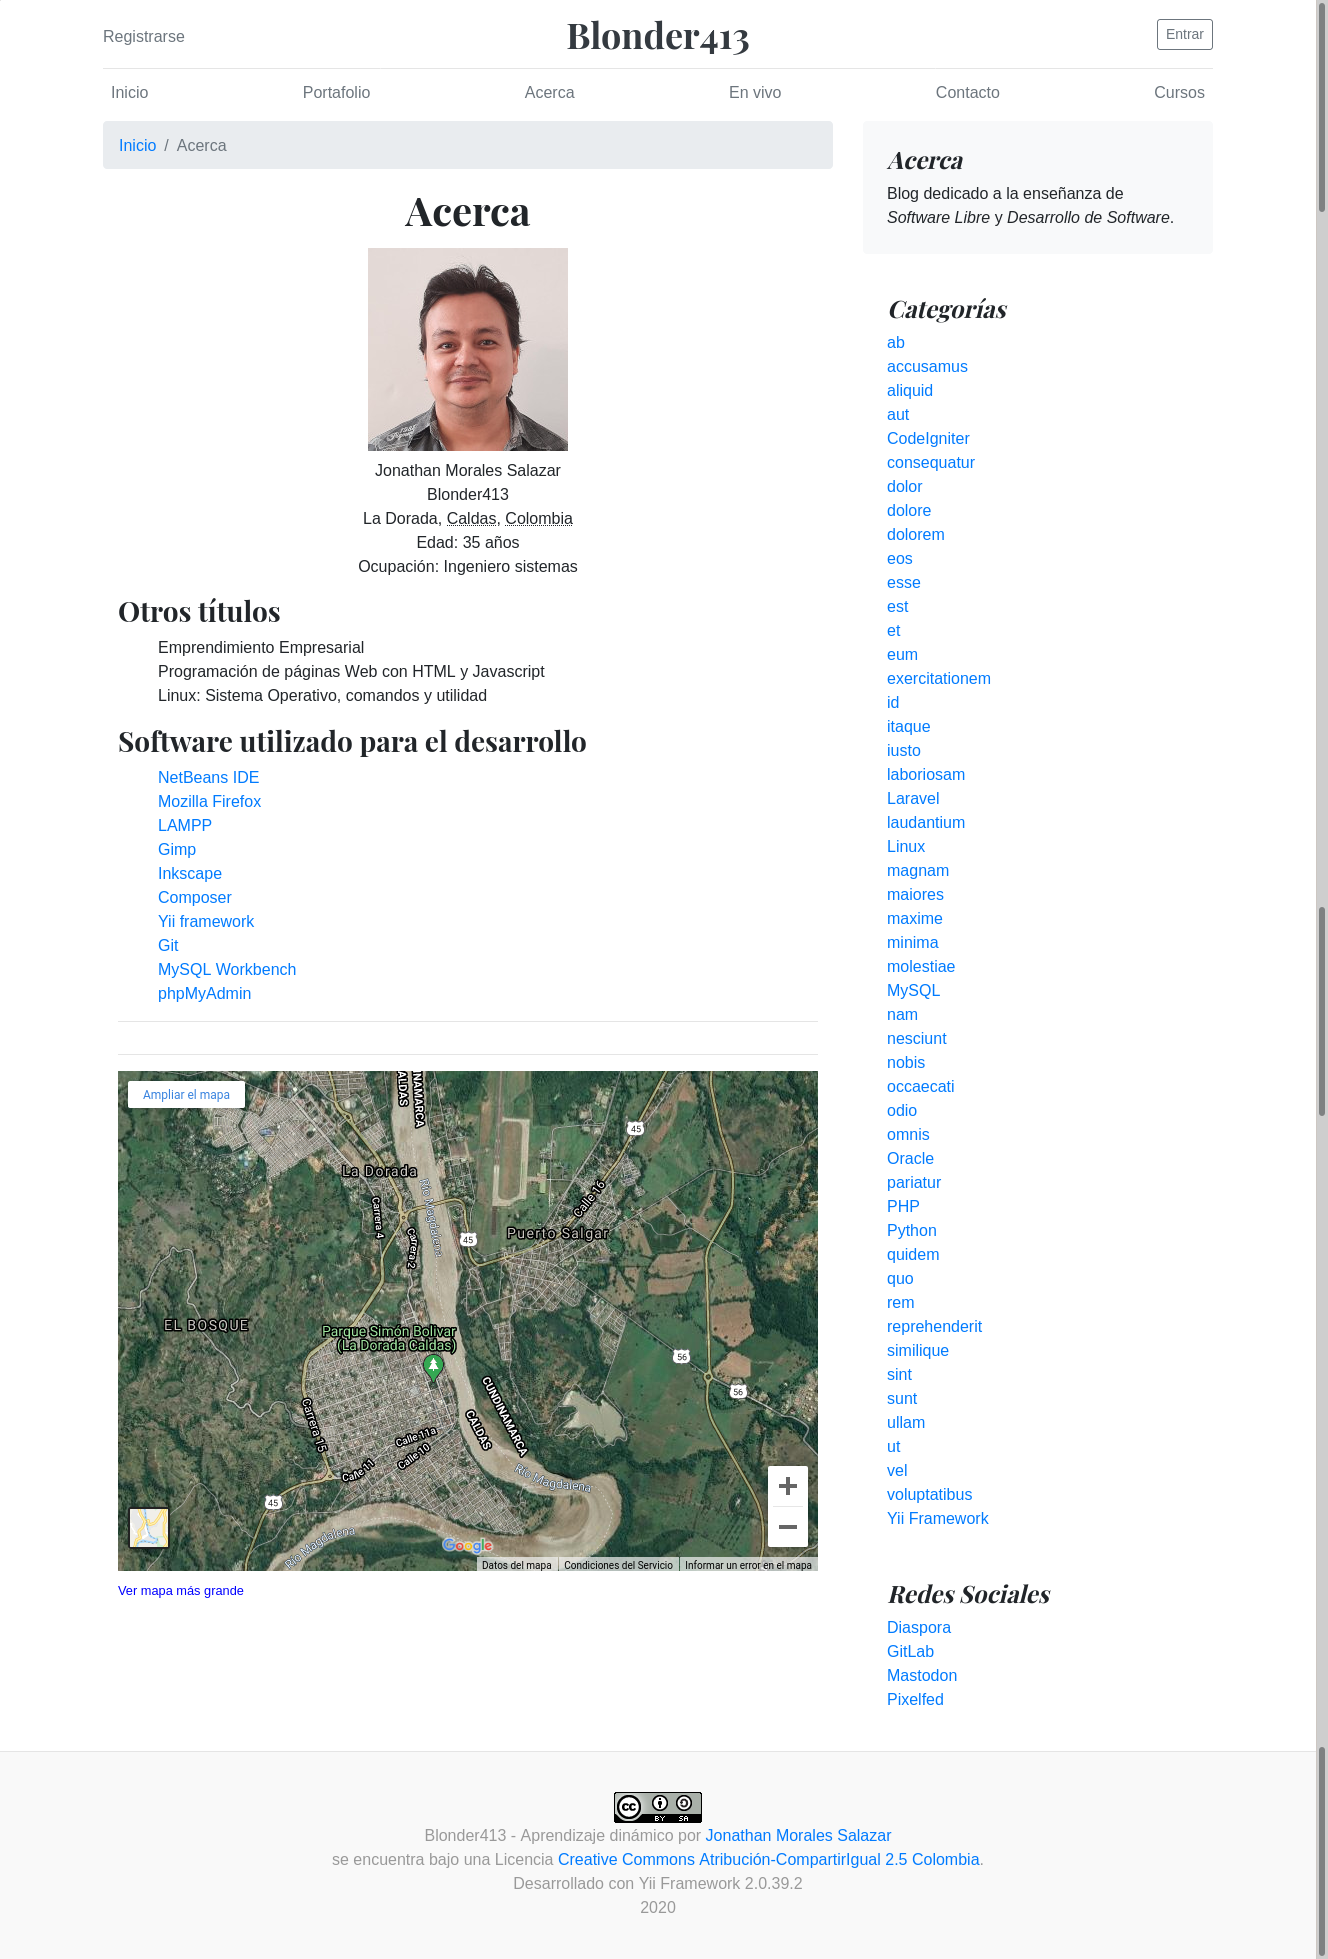 Registrarse
Blonder413
Entrar
Inicio
Portafolio
Acerca
En vivo
Contacto
Cursos
Inicio / Acerca
Acerca
Jonathan Morales Salazar
Blonder413
La Dorada, Caldas, Colombia
Edad: 35 años
Ocupación: Ingeniero sistemas
Otros títulos
Emprendimiento Empresarial
Programación de páginas Web con HTML y Javascript
Linux: Sistema Operativo, comandos y utilidad
Software utilizado para el desarrollo
NetBeans IDE
Mozilla Firefox
LAMPP
Gimp
Inkscape
Composer
Yii framework
Git
MySQL Workbench
phpMyAdmin
Ampliar el mapa
ALDAS
NAMARCA
45
La Dorada
Río Magdalena
Calle 16
Carrera 4
Carrera 2
45
Puerto Salgar
EL BOSQUE
Parque Simón Bolivar
(La Dorada Caldas)
56
56
CUNDINAMARCA
CALDAS
Carrera 15
Calle 11a
Calle 10
Calle 11
Río Magdalena
45
Río Magdalena
Google
Datos del mapa
Condiciones del Servicio
Informar un error en el mapa
Ver mapa más grande
Acerca
Blog dedicado a la enseñanza de
Software Libre y Desarrollo de Software.
Categorías
ab
accusamus
aliquid
aut
CodeIgniter
consequatur
dolor
dolore
dolorem
eos
esse
est
et
eum
exercitationem
id
itaque
iusto
laboriosam
Laravel
laudantium
Linux
magnam
maiores
maxime
minima
molestiae
MySQL
nam
nesciunt
nobis
occaecati
odio
omnis
Oracle
pariatur
PHP
Python
quidem
quo
rem
reprehenderit
similique
sint
sunt
ullam
ut
vel
voluptatibus
Yii Framework
Redes Sociales
Diaspora
GitLab
Mastodon
Pixelfed
cc BY SA
Blonder413 - Aprendizaje dinámico por Jonathan Morales Salazar
se encuentra bajo una Licencia Creative Commons Atribución-CompartirIgual 2.5 Colombia.
Desarrollado con Yii Framework 2.0.39.2
2020